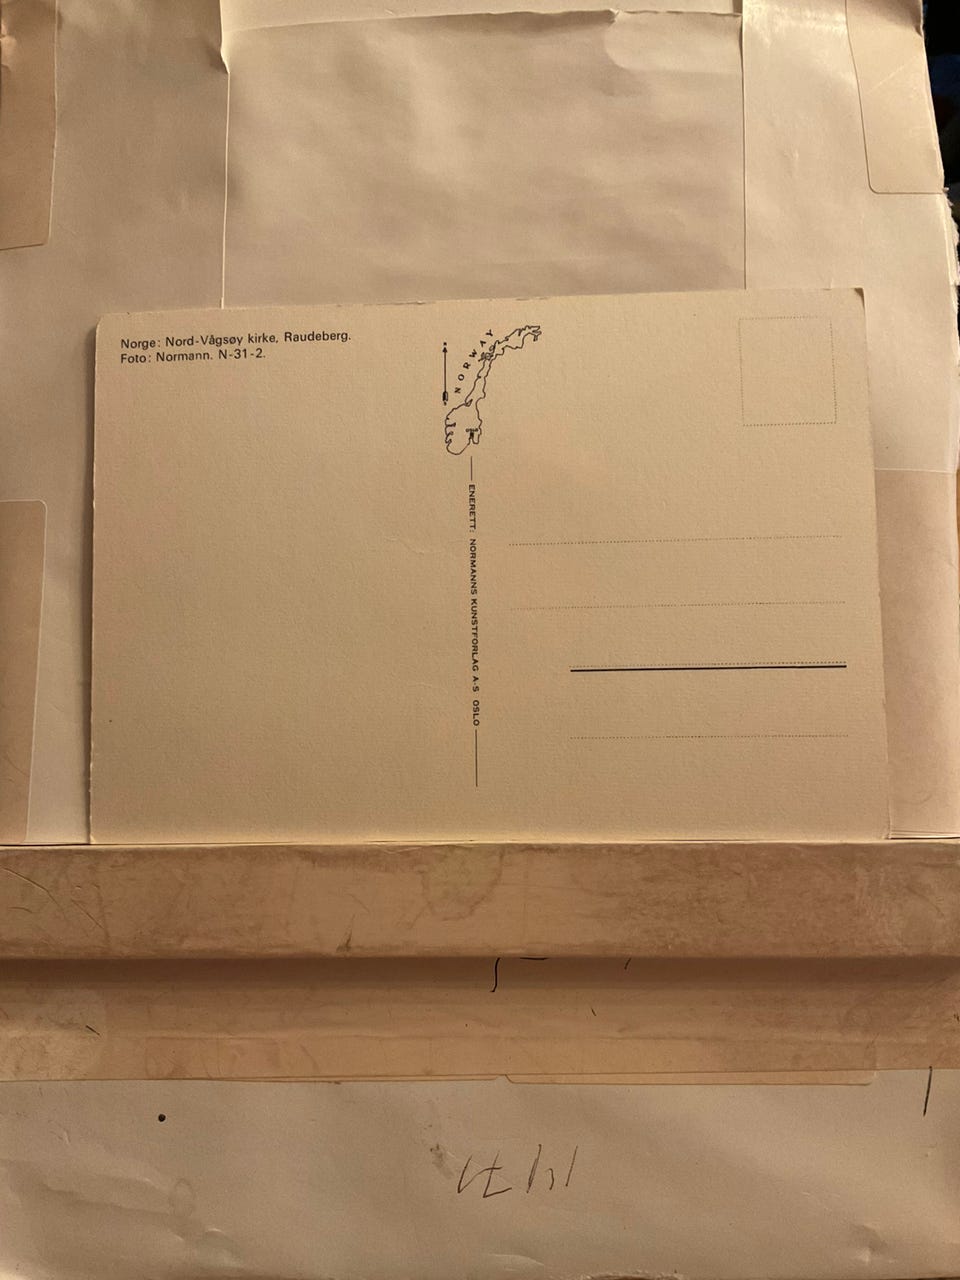 Norge: Nord-Vågsøy kirke, Raudeberg.
Foto: Normann. N-31-2.
NORWAY
ENERETT: NORMANNS KUNSTFORLAG A-S OSLO